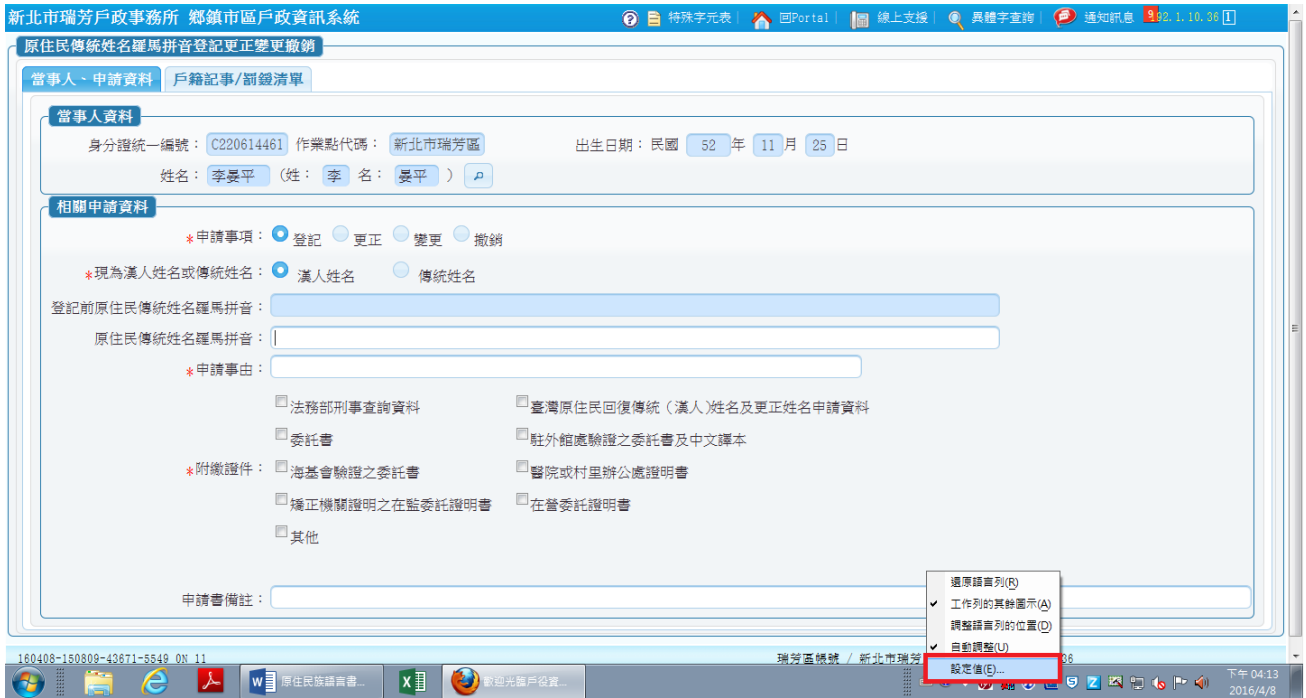 新北市瑞芳戶政事務所 鄉鎮市區戶政資訊系統 特殊字元表 | 回Portal | 線上支援 | 異體字查詢 | 通知訊息 92.1.10.36 1
原住民傳統姓名羅馬拼音登記更正變更撤銷
當事人、申請資料 戶籍記事/罰鍰清單
當事人資料
身分證統一編號： C220614461 作業點代碼： 新北市瑞芳區 出生日期：民國 52 年 11 月 25 日
姓名： 李晏平 （姓： 李 名： 晏平 ）
相關申請資料
*申請事項： 登記 更正 變更 撤銷
*現為漢人姓名或傳統姓名： 漢人姓名 傳統姓名
登記前原住民傳統姓名羅馬拼音：
原住民傳統姓名羅馬拼音：
*申請事由：
法務部刑事查詢資料 臺灣原住民回復傳統（漢人)姓名及更正姓名申請資料
委託書 駐外館處驗證之委託書及中文譯本
*附繳證件： 海基會驗證之委託書 醫院或村里辦公處證明書
矯正機關證明之在監委託證明書 在營委託證明書
其他
還原語言列(R)
申請書備註： 工作列的其餘圖示(A)
調整語言列的位置(D)
自動調整(U)
160408-150809-43671-5549 ON 11 瑞芳區帳號 / 新北市瑞芳 36
設定值(E)...
原住民族語言書... 歡迎光臨戶役資... 下午 04:13
2016/4/8